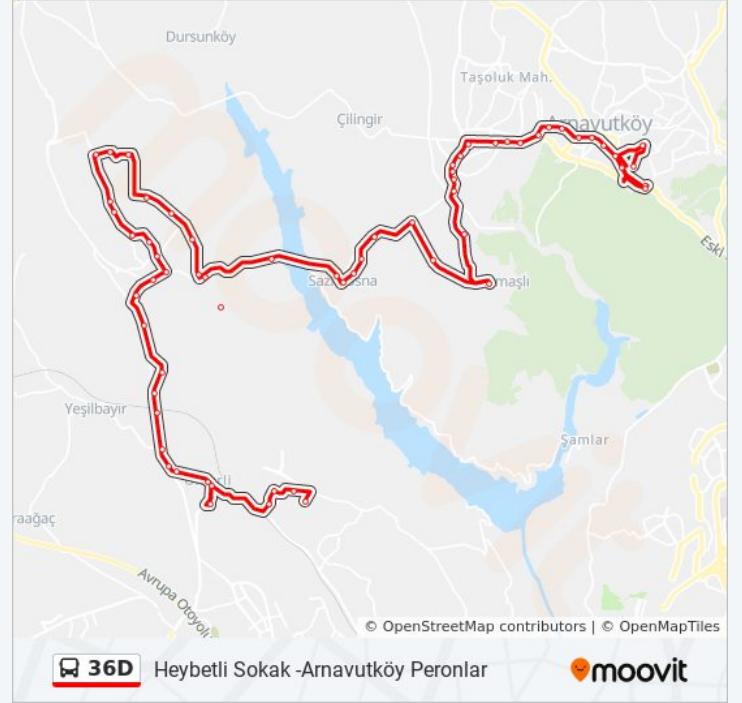 Dursunköy
Taşoluk Mah.
Çilingir
Arnavutköy
Eski
Sazlıbosna
maşlı
Yeşilbayır
Şamlar
raağaç
Avrupa Otoyolu
© OpenStreetMap contributors | © OpenMapTiles
36D Heybetli Sokak -Arnavutköy Peronlar
moovit